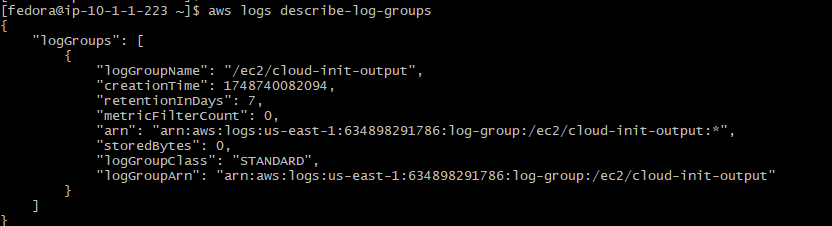 [fedora@ip-10-1-1-223 ~]$ aws logs describe-log-groups
{
    "logGroups": [
        {
            "logGroupName": "/ec2/cloud-init-output",
            "creationTime": 1748740082094,
            "retentionInDays": 7,
            "metricFilterCount": 0,
            "arn": "arn:aws:logs:us-east-1:634898291786:log-group:/ec2/cloud-init-output:*",
            "storedBytes": 0,
            "logGroupClass": "STANDARD",
            "logGroupArn": "arn:aws:logs:us-east-1:634898291786:log-group:/ec2/cloud-init-output"
        }
    ]
}